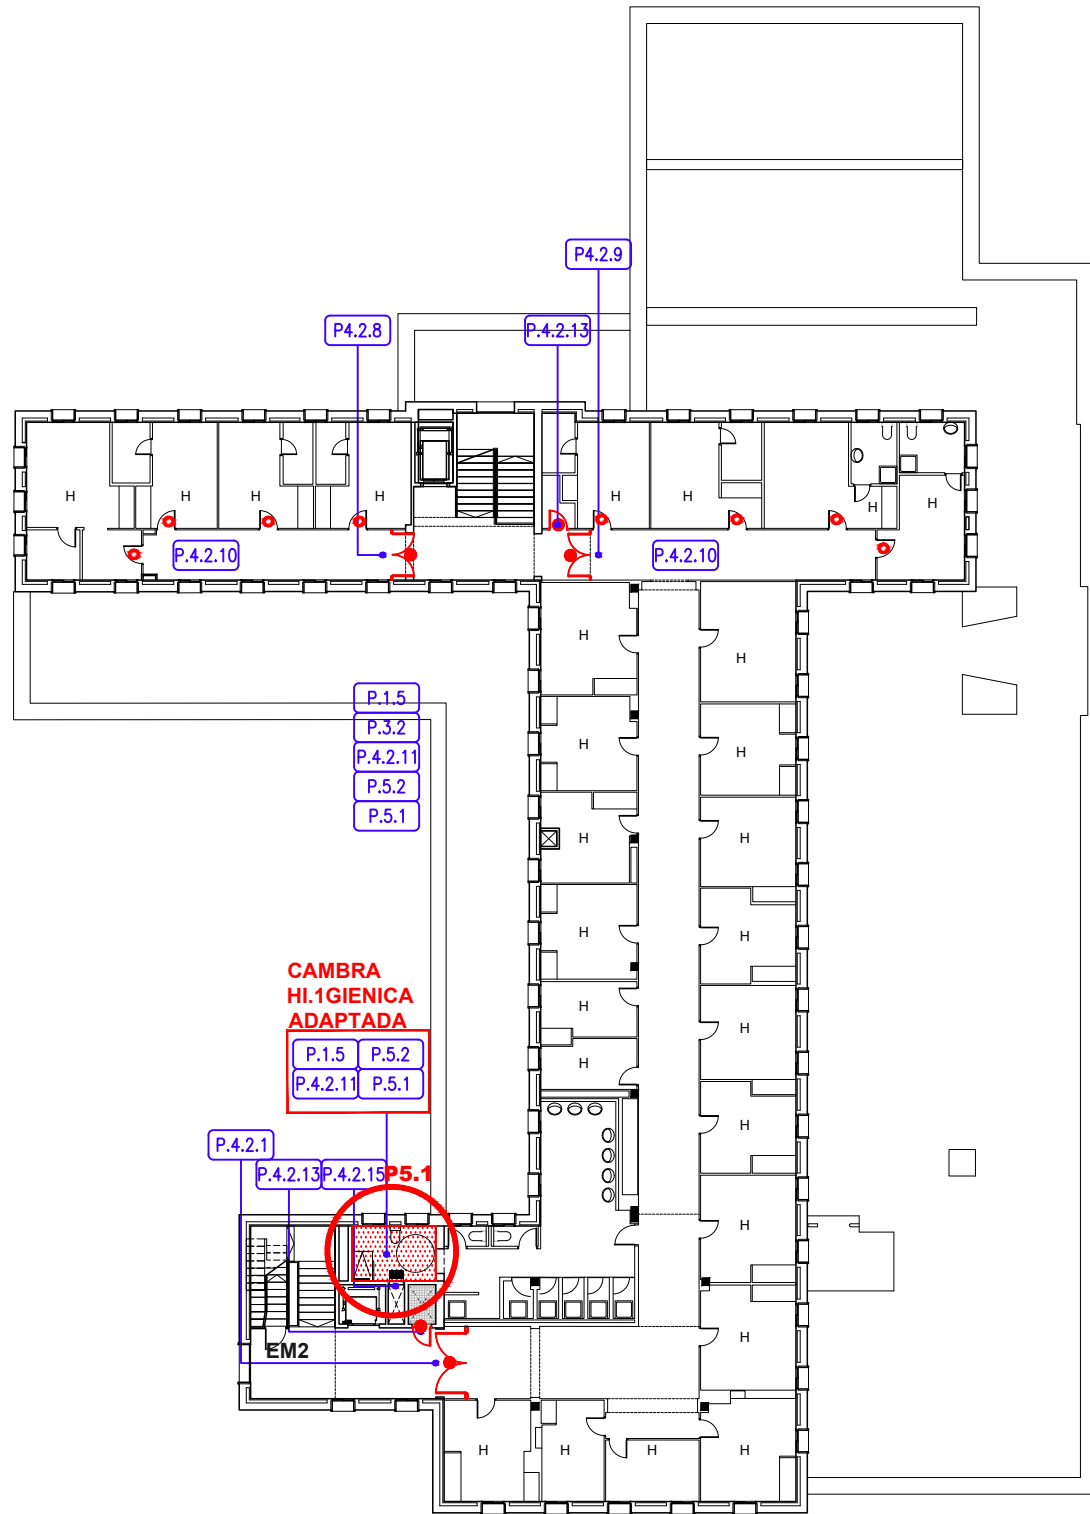 P4.2.9
P4.2.8
P.4.2.13
H
H
H
H
H
H
H
H
P.4.2.10
P.4.2.10
H
H
P.1.5
P.3.2
P.4.2.11
P.5.2
P.5.1
H
H
H
H
H
H
CAMBRA
HI.1GIENICA
ADAPTADA
H
H
P.1.5 P.5.2
P.4.2.11 P.5.1
H
H
P.4.2.1
P.4.2.13 P.4.2.15 P5.1
H
H
EM2
H
H
H
H